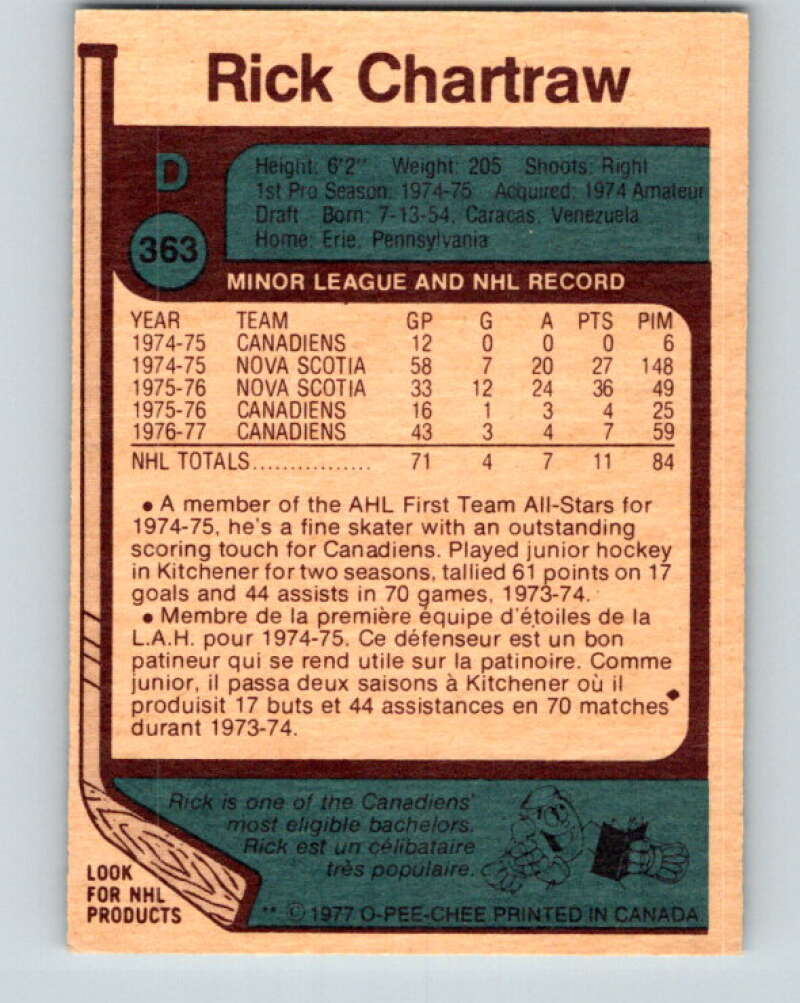 Rick Chartraw
D
363
Height: 6'2" Weight: 205 Shoots: Right
1st Pro Season: 1974-75 Acquired: 1974 Amateur
Draft Born: 7-13-54, Caracas, Venezuela
Home: Erie, Pennsylvania
MINOR LEAGUE AND NHL RECORD
YEAR TEAM GP G A PTS PIM
1974-75 CANADIENS 12 0 0 0 6
1974-75 NOVA SCOTIA 58 7 20 27 148
1975-76 NOVA SCOTIA 33 12 24 36 49
1975-76 CANADIENS 16 1 3 4 25
1976-77 CANADIENS 43 3 4 7 59
NHL TOTALS................ 71 4 7 11 84
• A member of the AHL First Team All-Stars for
1974-75, he's a fine skater with an outstanding
scoring touch for Canadiens. Played junior hockey
in Kitchener for two seasons, tallied 61 points on 17
goals and 44 assists in 70 games, 1973-74.
• Membre de la première équipe d'étoiles de la
L.A.H. pour 1974-75. Ce défenseur est un bon
patineur qui se rend utile sur la patinoire. Comme
junior, il passa deux saisons à Kitchener où il
produisit 17 buts et 44 assistances en 70 matches
durant 1973-74.
Rick is one of the Canadiens'
most eligible bachelors.
Rick est un célibataire
très populaire.
LOOK
FOR NHL
PRODUCTS
** © 1977 O-PEE-CHEE PRINTED IN CANADA